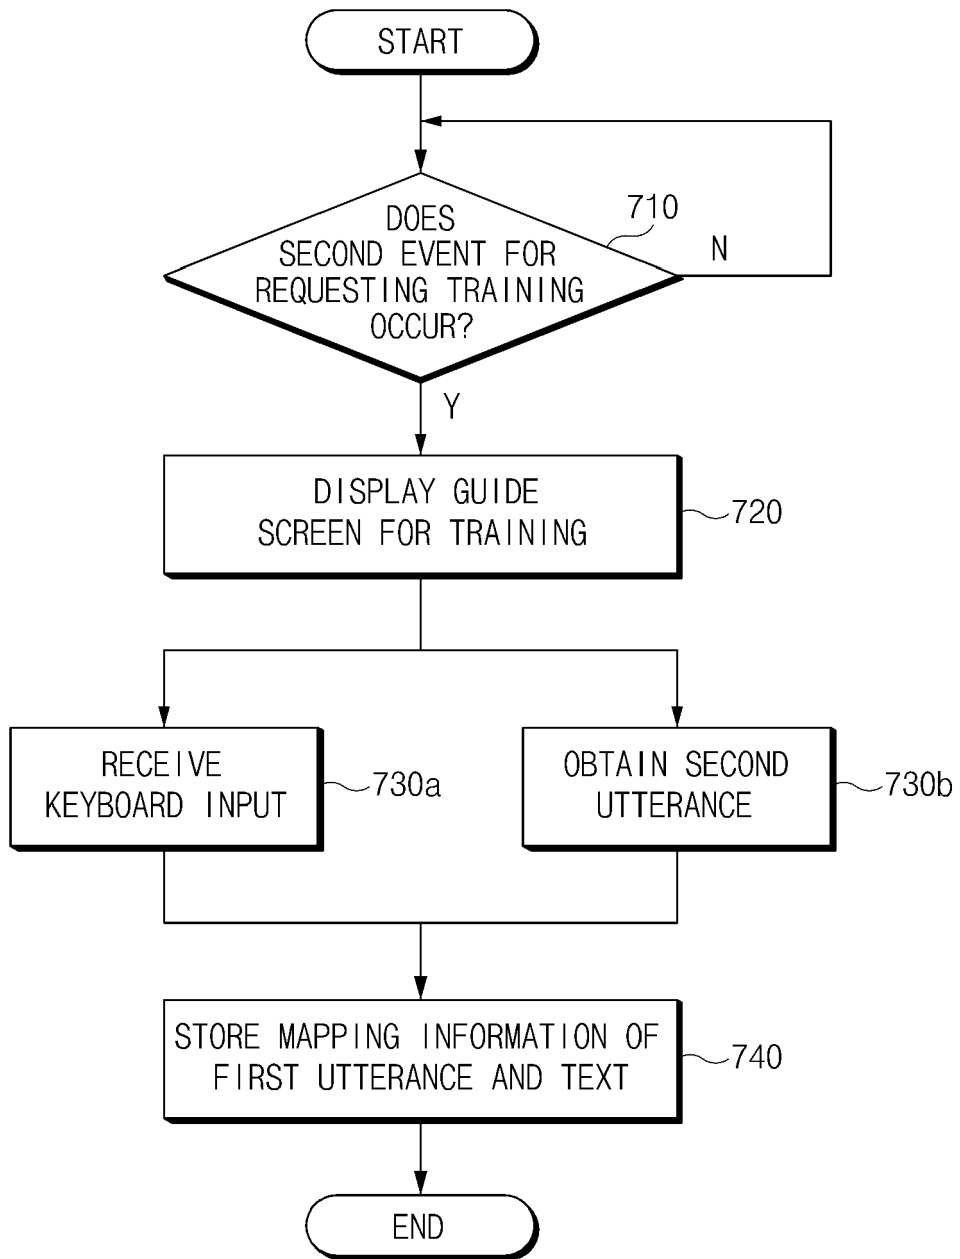 START
DOES
SECOND EVENT FOR
REQUESTING TRAINING
OCCUR?
710
N
Y
DISPLAY GUIDE
SCREEN FOR TRAINING
720
RECEIVE
KEYBOARD INPUT
730a
OBTAIN SECOND
UTTERANCE
730b
STORE MAPPING INFORMATION OF
FIRST UTTERANCE AND TEXT
740
END